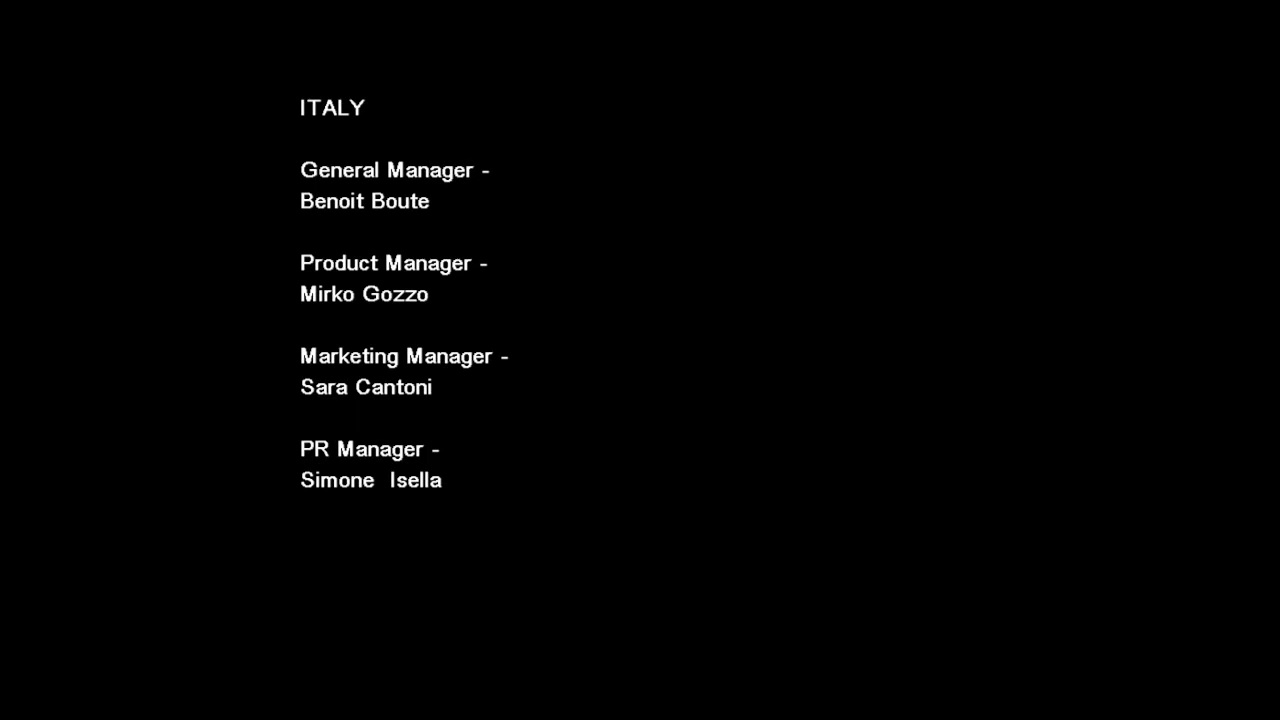 ITALY
General Manager -
Benoit Boute
Product Manager -
Mirko Gozzo
Marketing Manager -
Sara Cantoni
PR Manager -
Simone  Isella